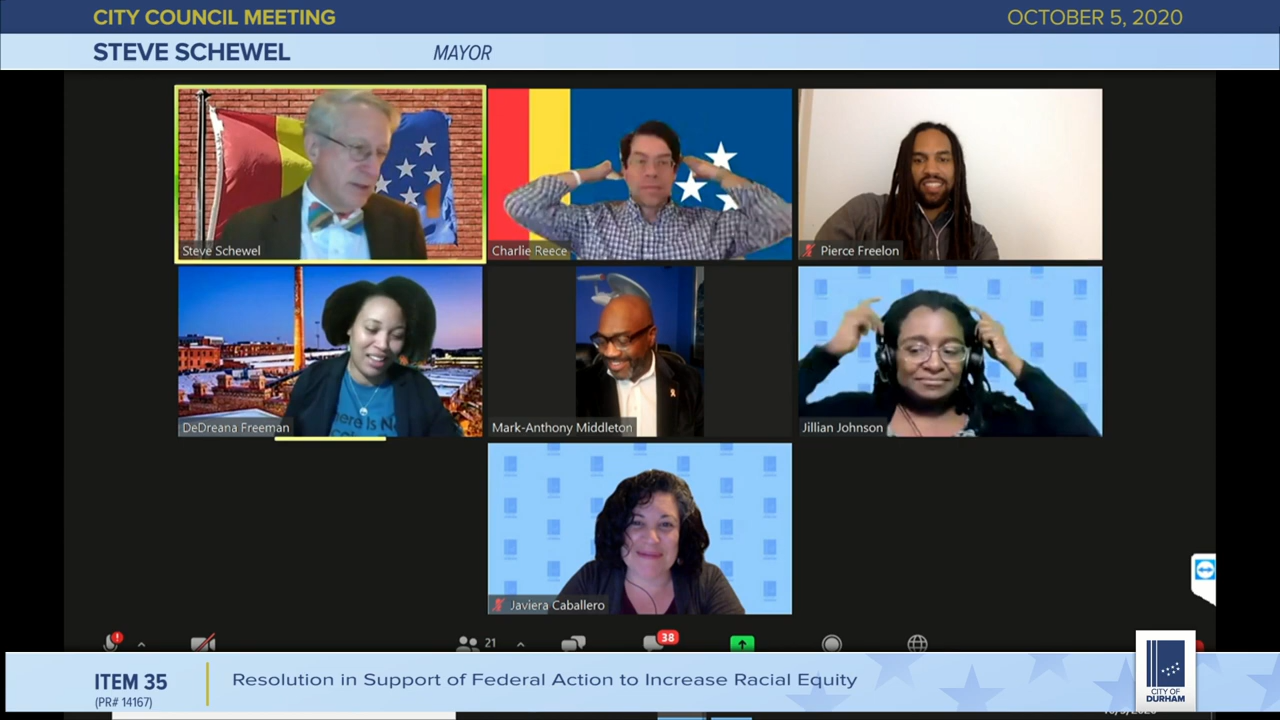 CITY COUNCIL MEETING
OCTOBER 5, 2020
STEVE SCHEWEL
MAYOR
Steve Schewel
Charlie Reece
Pierce Freelon
DeDreana Freeman
Mark-Anthony Middleton
Jillian Johnson
Javiera Caballero
21
38
ITEM 35
(PR# 14167)
Resolution in Support of Federal Action to Increase Racial Equity
CITY OF
DURHAM